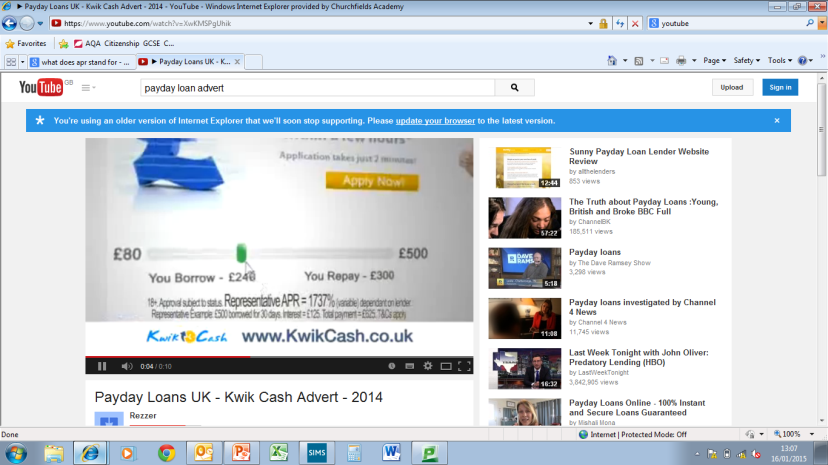 Payday Loans UK - Kwik Cash Advert - 2014 - YouTube - Windows Internet Explorer provided by Churchfields Academy
https://www.youtube.com/watch?v=XwKMSPgUhik
youtube
Favorites
AQA Citizenship GCSE C...
what does apr stand for - ...
Payday Loans UK - K...
Page
Safety
Tools
YouTube GB
payday loan advert
Upload
Sign in
You're using an older version of Internet Explorer that we'll soon stop supporting. Please update your browser to the latest version.
Application takes just 2 minutes!
Apply Now!
£80
£500
You Borrow - £240
You Repay - £300
18+. Approval subject to status. Representative APR = 1737% (variable) dependant on lender.
Representative Example: £500 borrowed for 30 days. Interest = £125. Total payment = £625. T&Cs apply
Kwik Cash
www.KwikCash.co.uk
0:04 / 0:10
Payday Loans UK - Kwik Cash Advert - 2014
Rezzer
Sunny Payday Loan Lender Website
Review
by allthelenders
853 views
12:44
The Truth about Payday Loans :Young,
British and Broke BBC Full
by ChannelBK
185,511 views
57:22
Payday loans
by The Dave Ramsey Show
3,298 views
DAVE
5:18
Payday loans investigated by Channel
4 News
by Channel 4 News
11,745 views
11:08
Last Week Tonight with John Oliver:
Predatory Lending (HBO)
by LastWeekTonight
3,842,905 views
16:32
Payday Loans Online - 100% Instant
and Secure Loans Guaranteed
by Mahali Mona
Done
Internet | Protected Mode: Off
100%
SIMS
13:07
16/01/2015